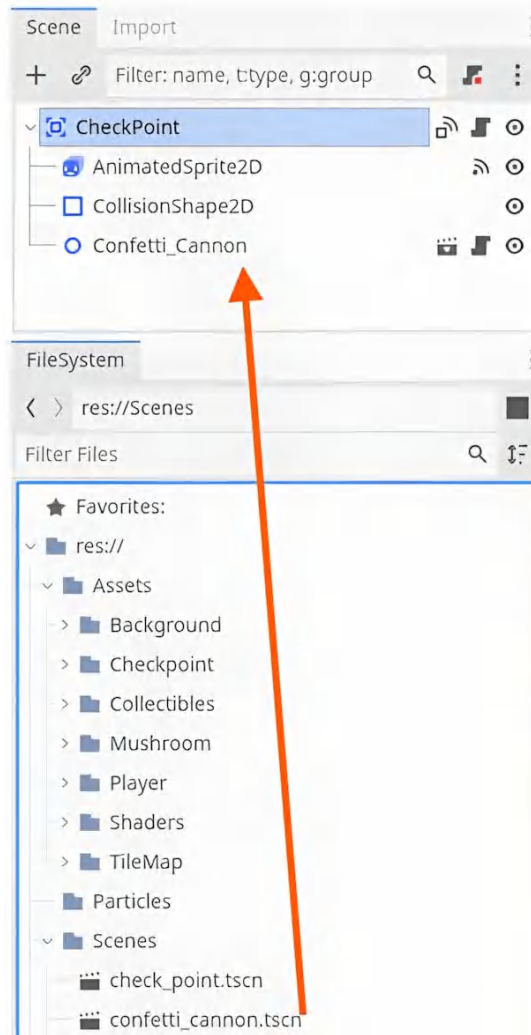 Scene Import
Filter: name, t:type, g:group
CheckPoint
AnimatedSprite2D
CollisionShape2D
Confetti_Cannon
FileSystem
res://Scenes
Filter Files
Favorites:
res://
Assets
Background
Checkpoint
Collectibles
Mushroom
Player
Shaders
TileMap
Particles
Scenes
check_point.tscn
confetti_cannon.tscn